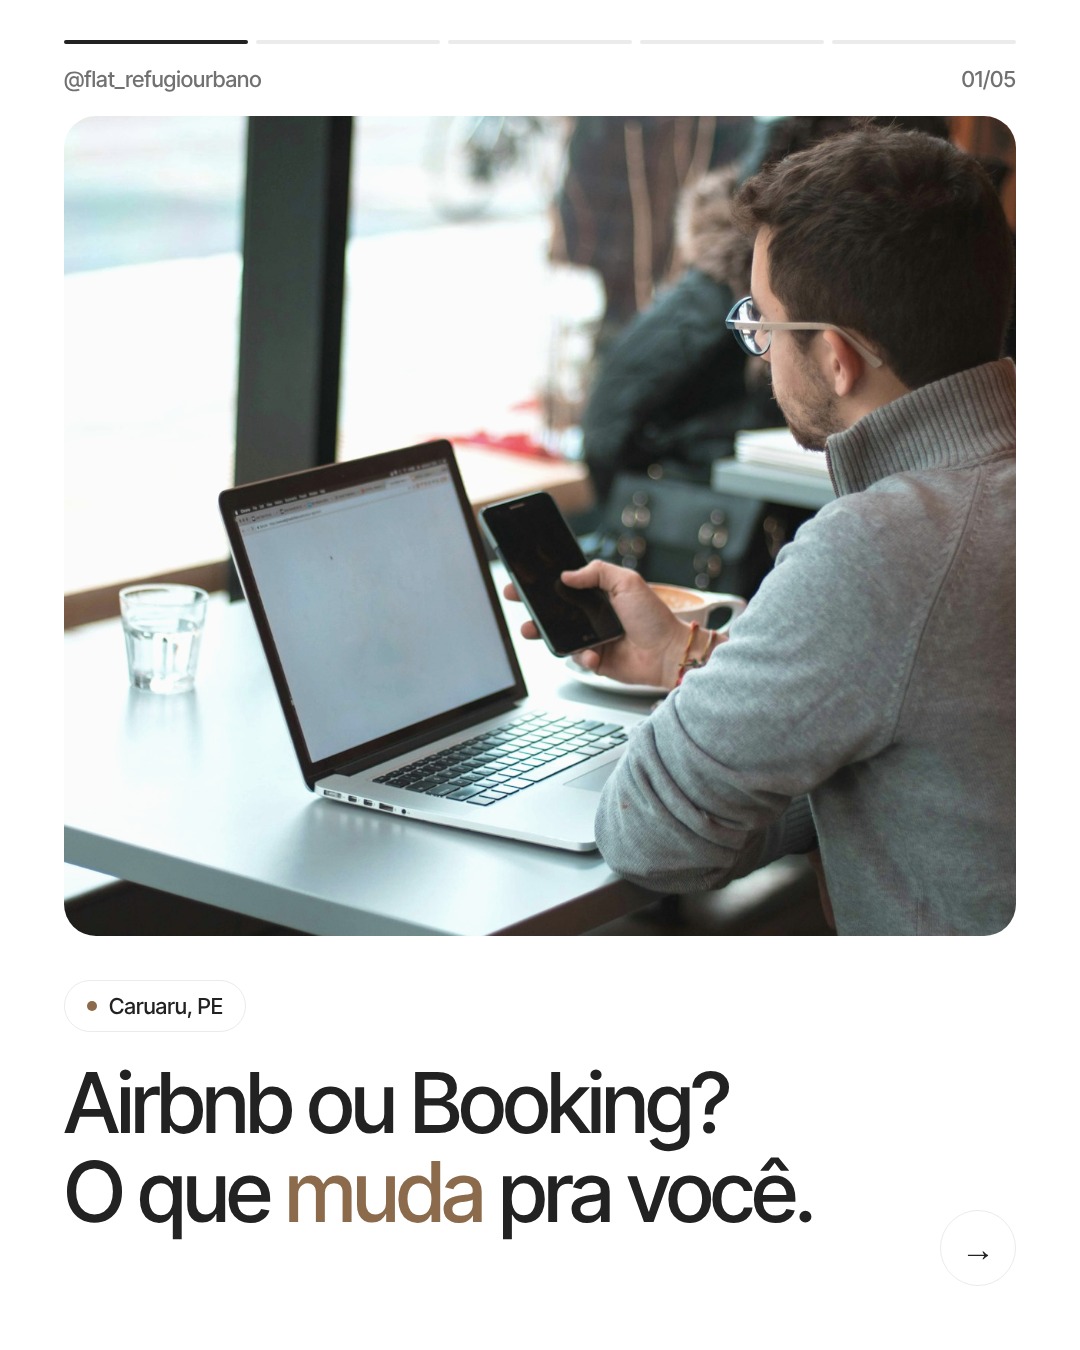 @flat_refugiourbano
01/05
Caruaru, PE
Airbnb ou Booking?
O que muda pra você.
→